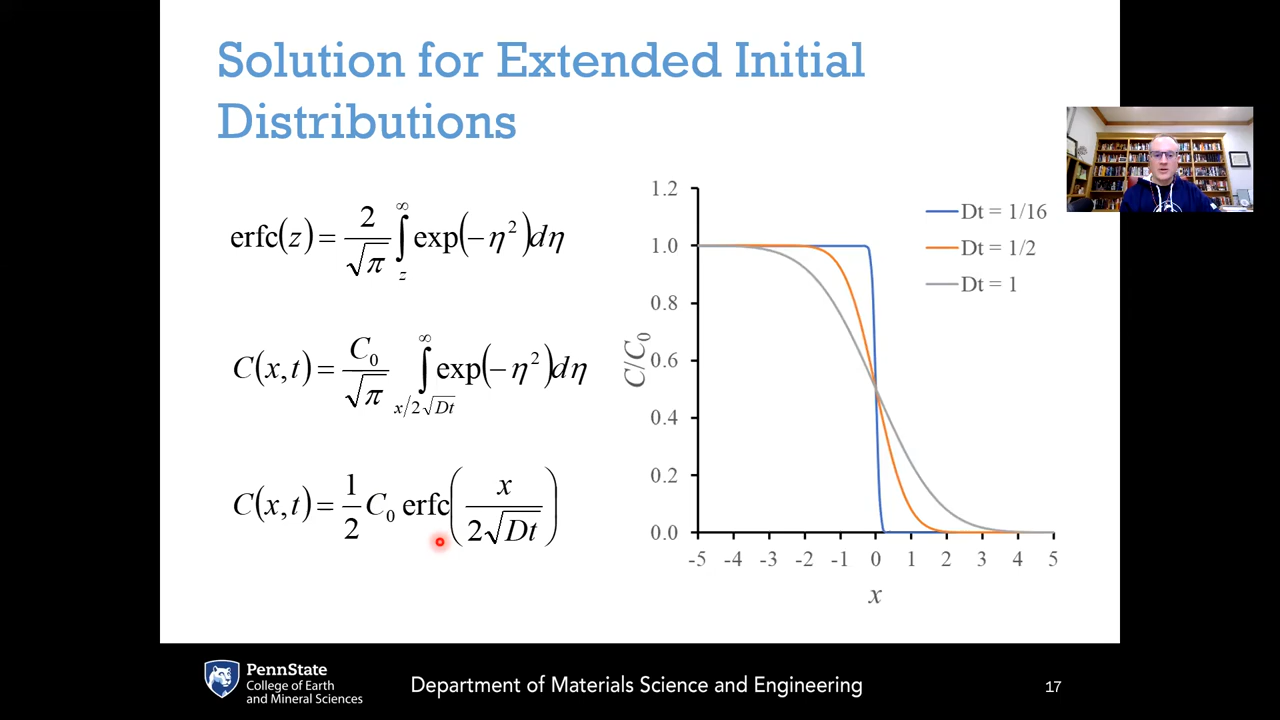 Solution for Extended Initial
Distributions
erfc(z) = 2/√π ∫_z^∞ exp(−η²)dη
C(x,t) = C₀/√π ∫_{x/2√Dt}^∞ exp(−η²)dη
C(x,t) = 1/2 C₀ erfc(x/2√Dt)
1.2
1.0
0.8
0.6
0.4
0.2
0.0
C/C₀
-5 -4 -3 -2 -1 0 1 2 3 4 5
x
Dt = 1/16
Dt = 1/2
Dt = 1
PennState
College of Earth
and Mineral Sciences
Department of Materials Science and Engineering
17